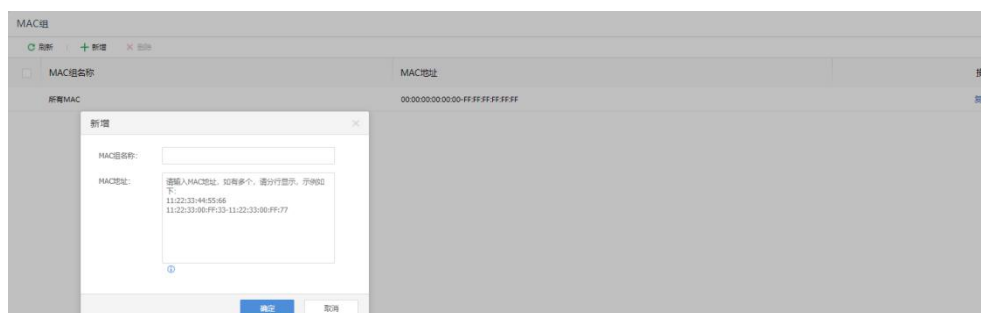 MAC组
刷新 新增 删除
MAC组名称 MAC地址
所有MAC 00:00:00:00:00:00-FF:FF:FF:FF:FF:FF
新增
MAC组名称:
MAC地址: 请输入MAC地址，如有多个，请分行显示，示例如
下:
11:22:33:44:55:66
11:22:33:00:FF:33-11:22:33:00:FF:77
确定 取消